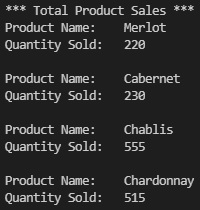 *** Total Product Sales ***
Product Name:    Merlot
Quantity Sold:   220
Product Name:    Cabernet
Quantity Sold:   230
Product Name:    Chablis
Quantity Sold:   555
Product Name:    Chardonnay
Quantity Sold:   515